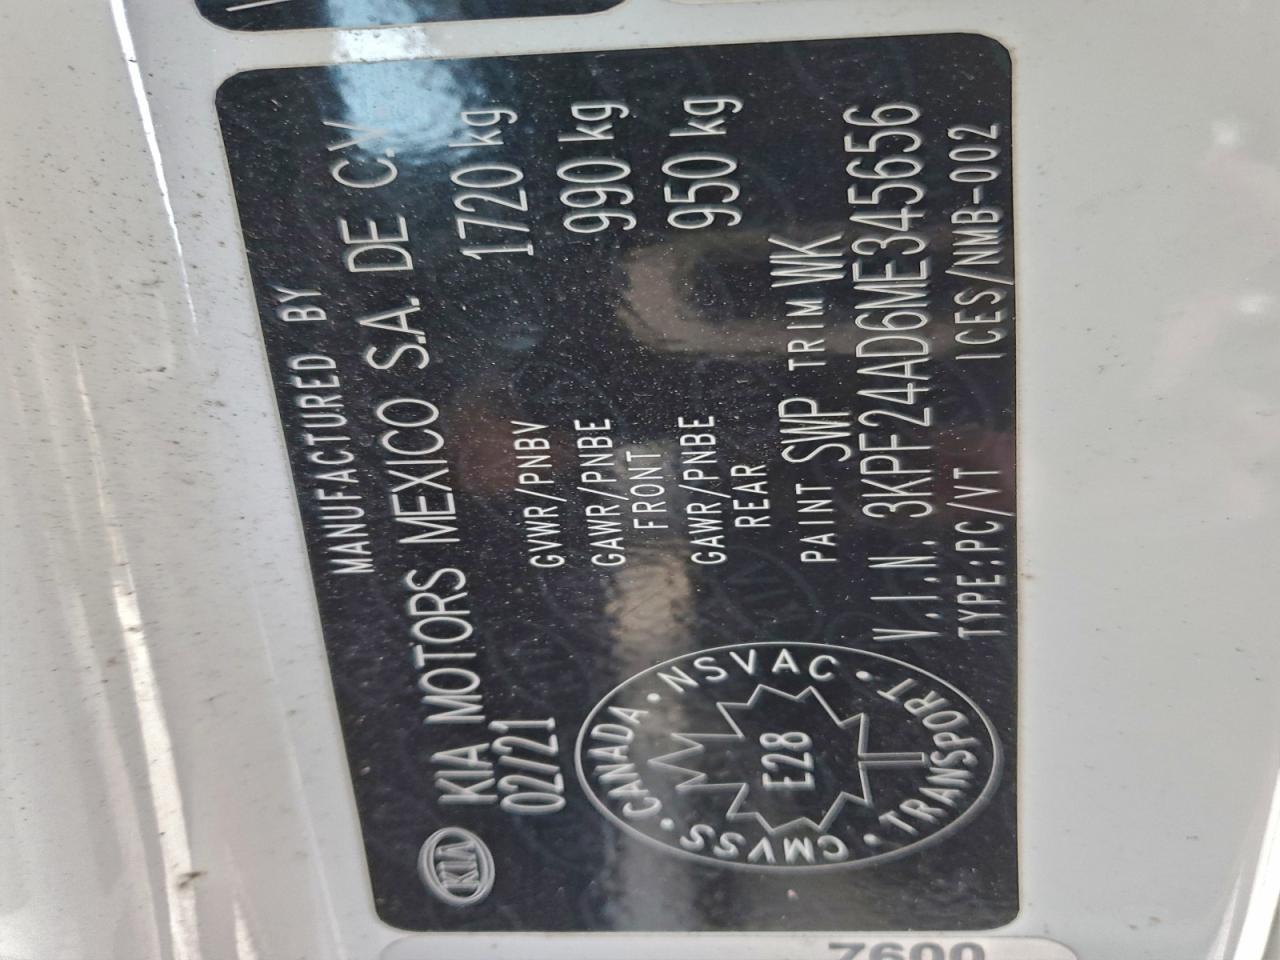 MANUFACTURED BY
KIA KIA MOTORS MEXICO S.A. DE C.V.
02/21
GVWR/PNBV 1720 kg
GAWR/PNBE FRONT 990 kg
GAWR/PNBE REAR 950 kg
PAINT SWP TRIM WK
V.I.N. 3KPF24AD6ME345656
TYPE:PC/VT ICES/NMB-002
CANADA · NSVAC · TRANSPORT · CMVSS ·
E28
Z600